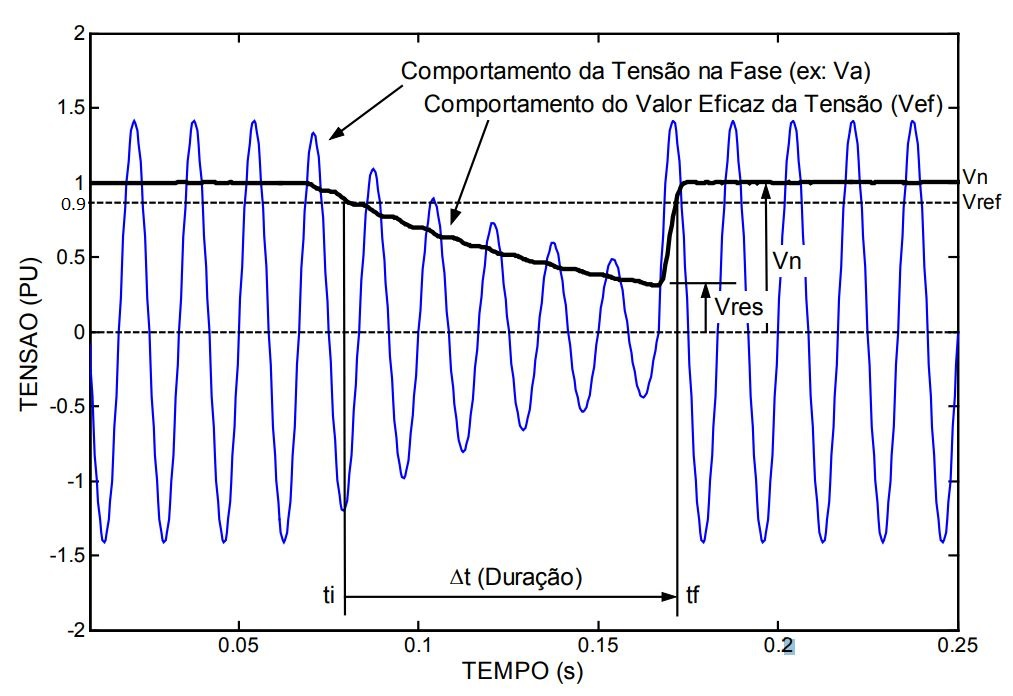 2
Comportamento da Tensão na Fase (ex: Va)
1.5
Comportamento do Valor Eficaz da Tensão (Vef)
1
Vn
0.9
Vref
0.5
Vn
Vres
0
TENSAO (PU)
-0.5
-1
-1.5
Δt (Duração)
ti
tf
-2
0.05
0.1
0.15
0.2
0.25
TEMPO (s)